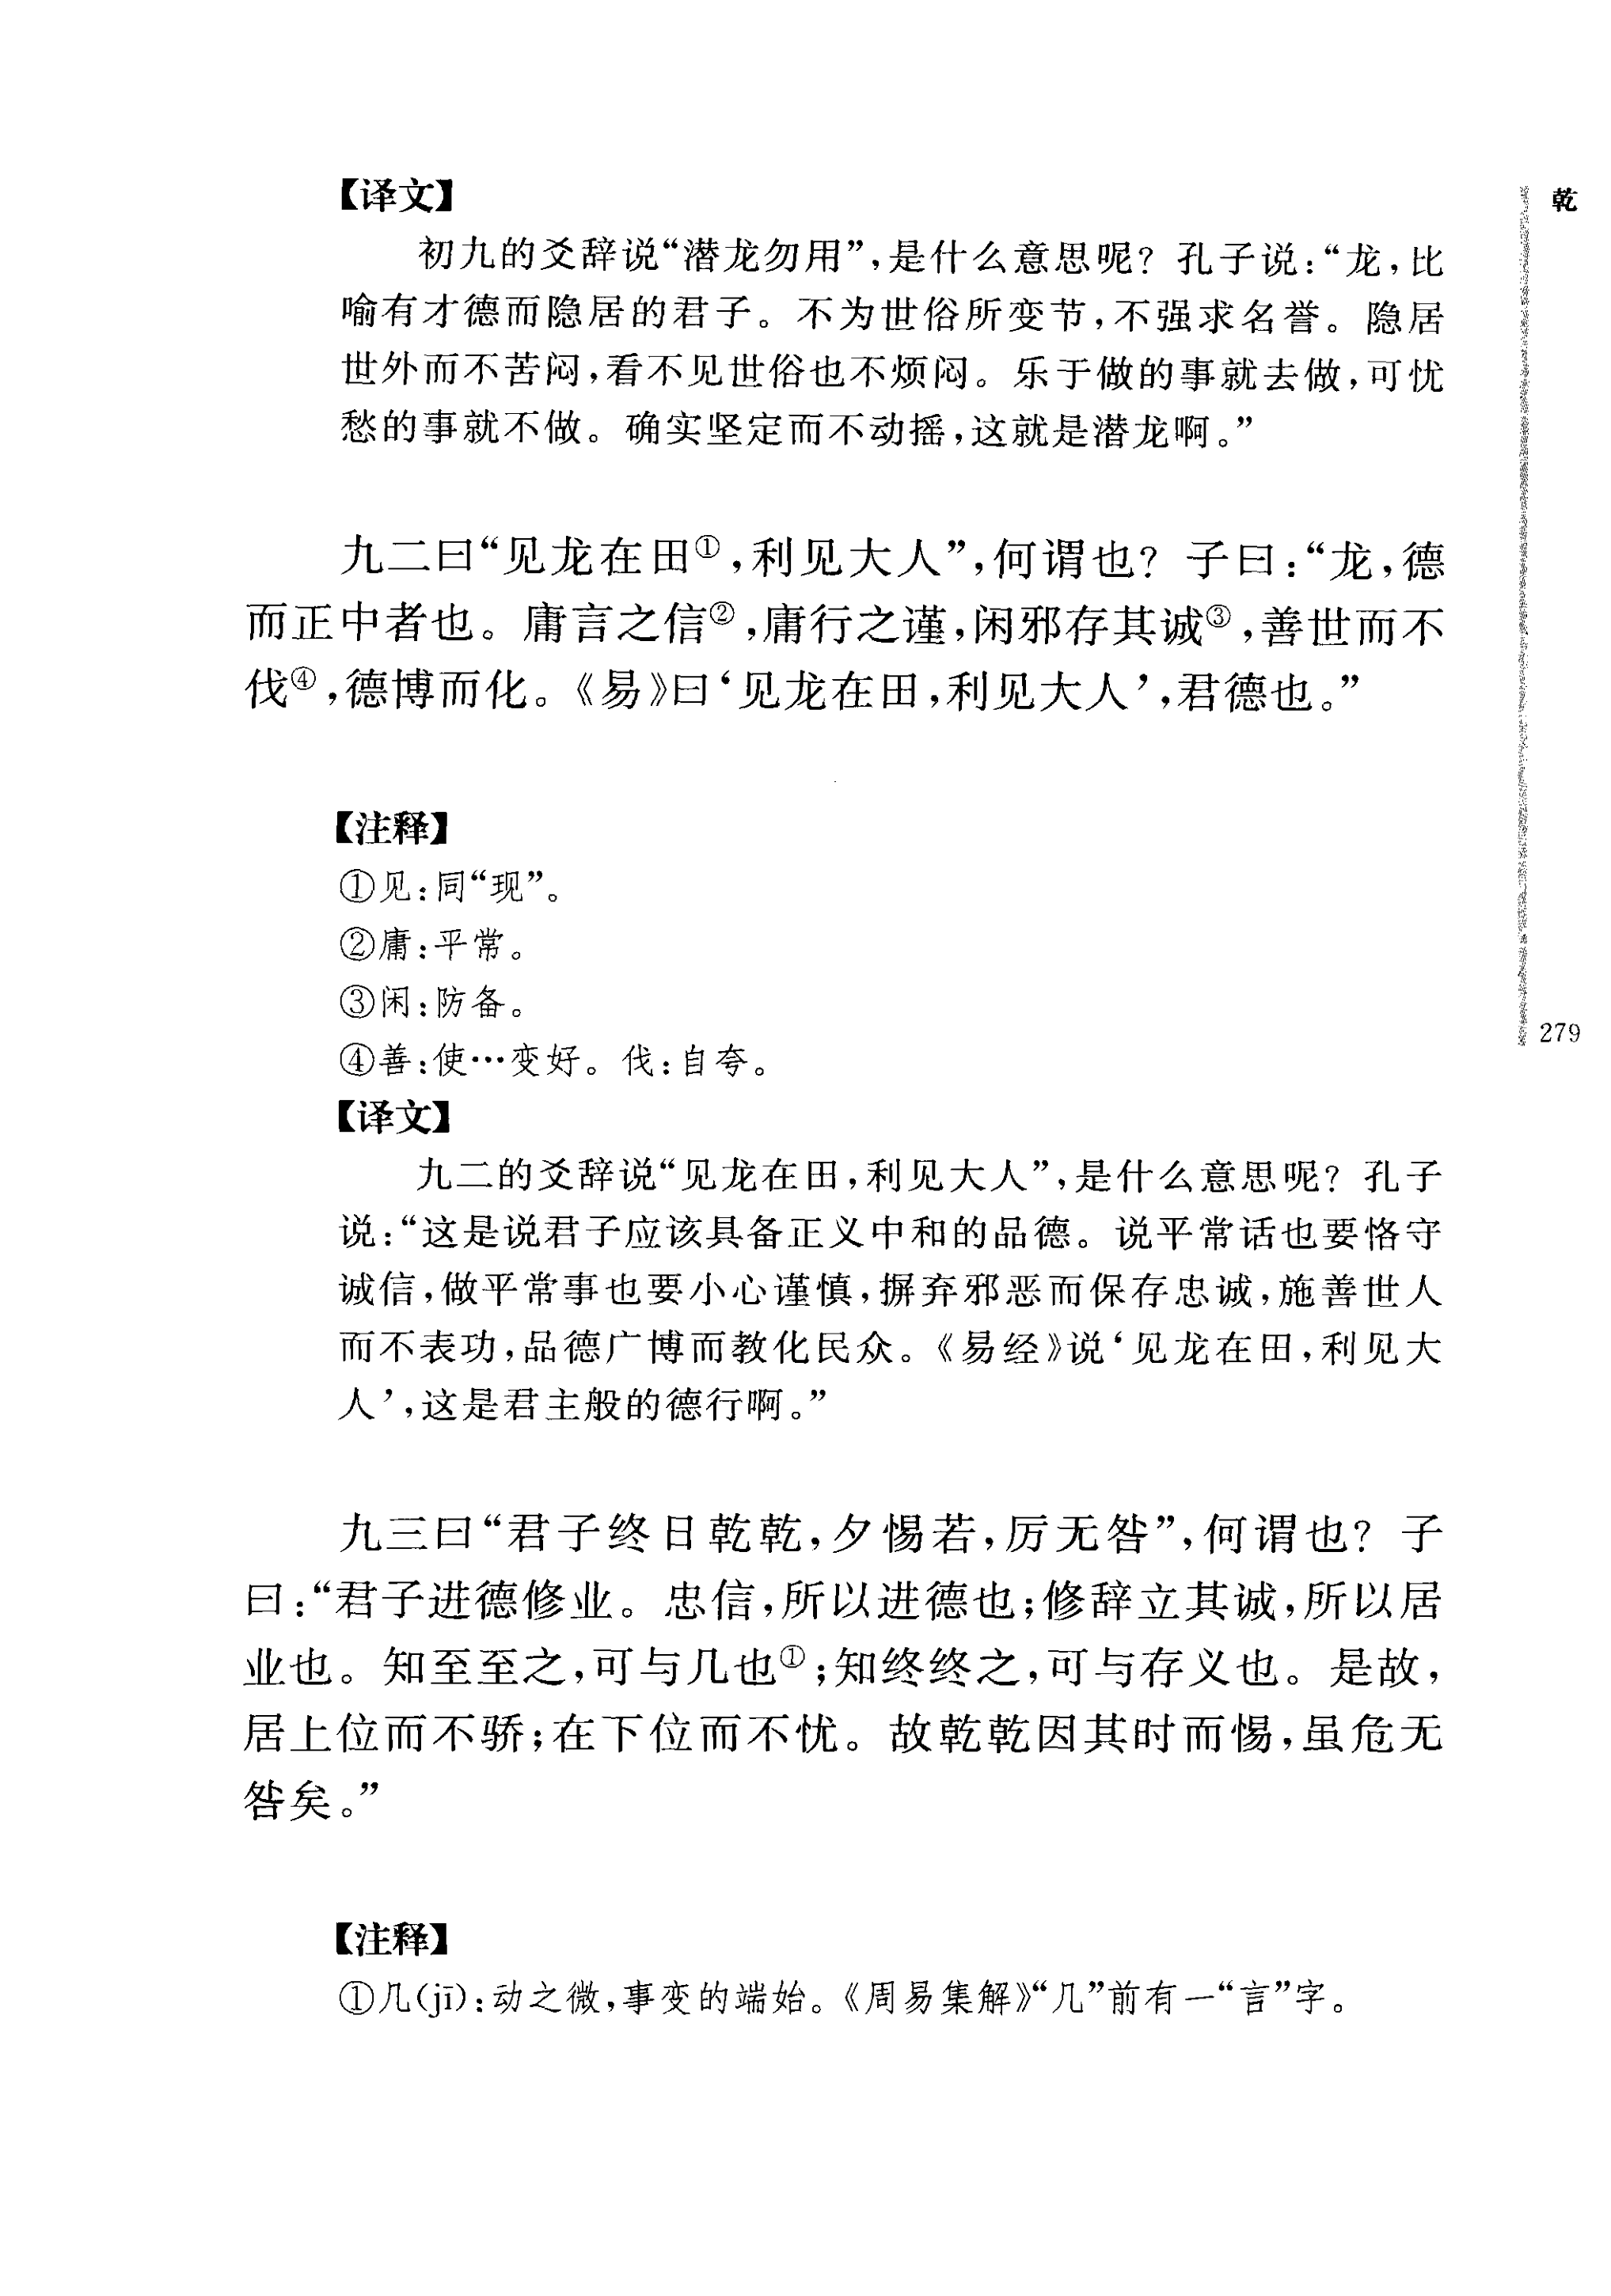 【译文】
初九的爻辞说“潜龙勿用”,是什么意思呢? 孔子说:“龙,比
喻有才德而隐居的君子。不为世俗所变节,不强求名誉。隐居
世外而不苦闷,看不见世俗也不烦闷。乐于做的事就去做,可忧
愁的事就不做。确实坚定而不动摇,这就是潜龙啊。”
九二曰“见龙在田①,利见大人”,何谓也? 子曰:“龙,德
而正中者也。庸言之信②,庸行之谨,闲邪存其诚③,善世而不
伐④,德博而化。《易》曰‘见龙在田,利见大人’,君德也。”
【注释】
①见:同“现”。
②庸:平常。
③闲:防备。
④善:使…变好。伐:自夸。
【译文】
九二的爻辞说“见龙在田,利见大人”,是什么意思呢? 孔子
说:“这是说君子应该具备正义中和的品德。说平常话也要恪守
诚信,做平常事也要小心谨慎,摒弃邪恶而保存忠诚,施善世人
而不表功,品德广博而教化民众。《易经》说‘见龙在田,利见大
人’,这是君主般的德行啊。”
九三曰“君子终日乾乾,夕惕若,厉无咎”,何谓也? 子
曰:“君子进德修业。忠信,所以进德也;修辞立其诚,所以居
业也。知至至之,可与几也①;知终终之,可与存义也。是故,
居上位而不骄;在下位而不忧。故乾乾因其时而惕,虽危无
咎矣。”
【注释】
①几(jī):动之微,事变的端始。《周易集解》“几”前有一“言”字。
乾
279